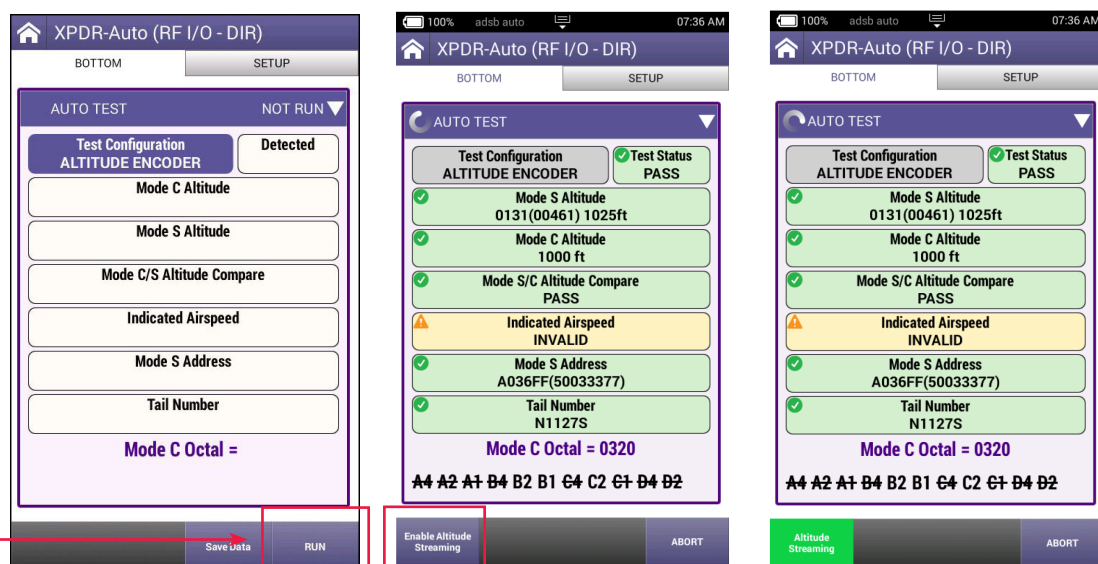 XPDR-Auto (RF I/O - DIR)
BOTTOM SETUP
AUTO TEST NOT RUN
Test Configuration
ALTITUDE ENCODER
Detected
Mode C Altitude
Mode S Altitude
Mode C/S Altitude Compare
Indicated Airspeed
Mode S Address
Tail Number
Mode C Octal =
Save Data RUN
100% adsb auto 07:36 AM
XPDR-Auto (RF I/O - DIR)
BOTTOM SETUP
AUTO TEST
Test Configuration
ALTITUDE ENCODER
Test Status
PASS
Mode S Altitude
0131(00461) 1025ft
Mode C Altitude
1000 ft
Mode S/C Altitude Compare
PASS
Indicated Airspeed
INVALID
Mode S Address
A036FF(50033377)
Tail Number
N1127S
Mode C Octal = 0320
A4 A2 A1 B4 B2 B1 C4 C2 C1 D4 D2
Enable Altitude
Streaming
ABORT
100% adsb auto 07:36 AM
XPDR-Auto (RF I/O - DIR)
BOTTOM SETUP
AUTO TEST
Test Configuration
ALTITUDE ENCODER
Test Status
PASS
Mode S Altitude
0131(00461) 1025ft
Mode C Altitude
1000 ft
Mode S/C Altitude Compare
PASS
Indicated Airspeed
INVALID
Mode S Address
A036FF(50033377)
Tail Number
N1127S
Mode C Octal = 0320
A4 A2 A1 B4 B2 B1 C4 C2 C1 D4 D2
Altitude
Streaming
ABORT